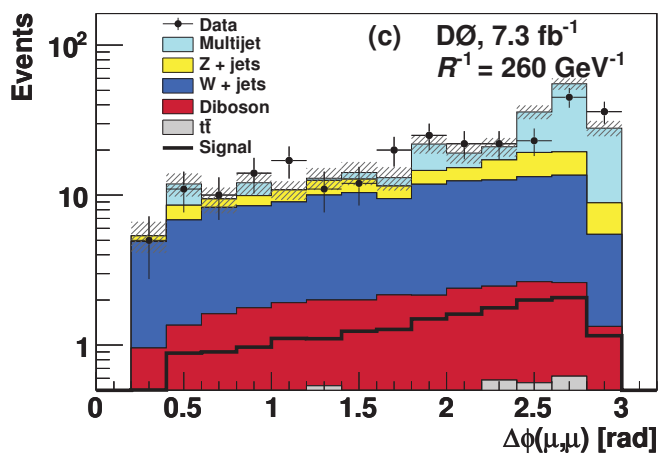 Events
10²
10
1
Data
Multijet
Z + jets
W + jets
Diboson
tt̄
Signal
(c) DØ, 7.3 fb⁻¹
R⁻¹ = 260 GeV⁻¹
0 0.5 1 1.5 2 2.5 3
Δϕ(μ,μ) [rad]